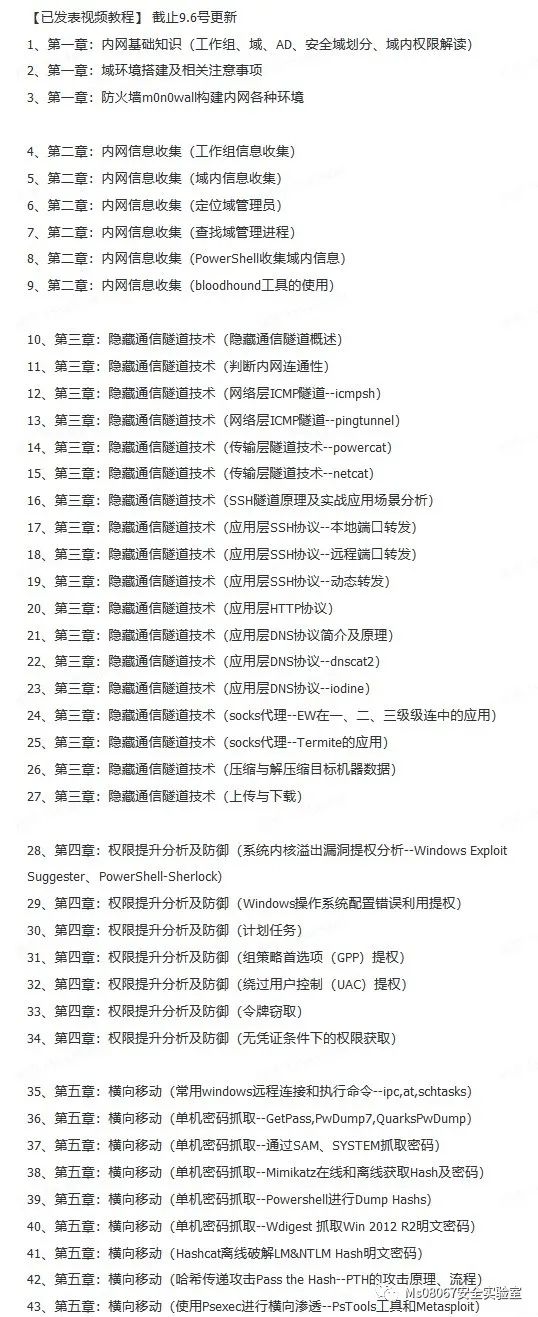 【已发表视频教程】 截止9.6号更新
1、第一章：内网基础知识（工作组、域、AD、安全域划分、域内权限解读）
2、第一章：域环境搭建及相关注意事项
3、第一章：防火墙m0n0wall构建内网各种环境
4、第二章：内网信息收集（工作组信息收集）
5、第二章：内网信息收集（域内信息收集）
6、第二章：内网信息收集（定位域管理员）
7、第二章：内网信息收集（查找域管理进程）
8、第二章：内网信息收集（PowerShell收集域内信息）
9、第二章：内网信息收集（bloodhound工具的使用）
10、第三章：隐藏通信隧道技术（隐藏通信隧道概述）
11、第三章：隐藏通信隧道技术（判断内网连通性）
12、第三章：隐藏通信隧道技术（网络层ICMP隧道--icmpsh）
13、第三章：隐藏通信隧道技术（网络层ICMP隧道--pingtunnel）
14、第三章：隐藏通信隧道技术（传输层隧道技术--powercat）
15、第三章：隐藏通信隧道技术（传输层隧道技术--netcat）
16、第三章：隐藏通信隧道技术（SSH隧道原理及实战应用场景分析）
17、第三章：隐藏通信隧道技术（应用层SSH协议--本地端口转发）
18、第三章：隐藏通信隧道技术（应用层SSH协议--远程端口转发）
19、第三章：隐藏通信隧道技术（应用层SSH协议--动态转发）
20、第三章：隐藏通信隧道技术（应用层HTTP协议）
21、第三章：隐藏通信隧道技术（应用层DNS协议简介及原理）
22、第三章：隐藏通信隧道技术（应用层DNS协议--dnscat2）
23、第三章：隐藏通信隧道技术（应用层DNS协议--iodine）
24、第三章：隐藏通信隧道技术（socks代理--EW在一、二、三级级连中的应用）
25、第三章：隐藏通信隧道技术（socks代理--Termite的应用）
26、第三章：隐藏通信隧道技术（压缩与解压缩目标机器数据）
27、第三章：隐藏通信隧道技术（上传与下载）
28、第四章：权限提升分析及防御（系统内核溢出漏洞提权分析--Windows Exploit
Suggester、PowerShell-Sherlock)
29、第四章：权限提升分析及防御（Windows操作系统配置错误利用提权）
30、第四章：权限提升分析及防御（计划任务）
31、第四章：权限提升分析及防御（组策略首选项（GPP）提权）
32、第四章：权限提升分析及防御（绕过用户控制（UAC）提权）
33、第四章：权限提升分析及防御（令牌窃取）
34、第四章：权限提升分析及防御（无凭证条件下的权限获取）
35、第五章：横向移动（常用windows远程连接和执行命令--ipc,at,schtasks）
36、第五章：横向移动（单机密码抓取--GetPass,PwDump7,QuarksPwDump）
37、第五章：横向移动（单机密码抓取--通过SAM、SYSTEM抓取密码）
38、第五章：横向移动（单机密码抓取--Mimikatz在线和离线获取Hash及密码）
39、第五章：横向移动（单机密码抓取--Powershell进行Dump Hashs）
40、第五章：横向移动（单机密码抓取--Wdigest 抓取Win 2012 R2明文密码）
41、第五章：横向移动（Hashcat离线破解LM&NTLM Hash明文密码）
42、第五章：横向移动（哈希传递攻击Pass the Hash--PTH的攻击原理、流程）
43、第五章：横向移动（使用Psexec进行横向渗透--PsTools工具和Metasploit）
Ms08067安全实验室